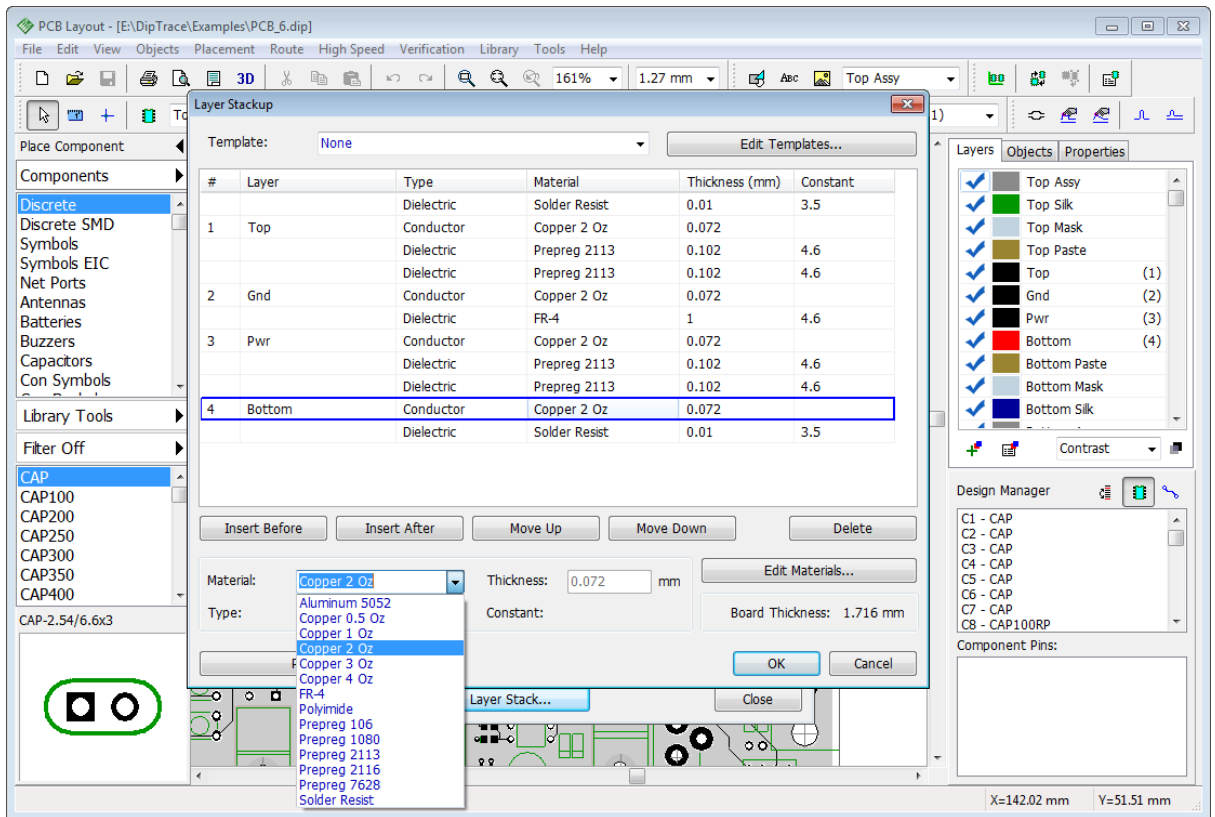 PCB Layout - [E:\DipTrace\Examples\PCB_6.dip]
File Edit View Objects Placement Route High Speed Verification Library Tools Help
3D 161% 1.27 mm ABC Top Assy
Layer Stackup
Place Component
Components
Discrete
Discrete SMD
Symbols
Symbols EIC
Net Ports
Antennas
Batteries
Buzzers
Capacitors
Con Symbols
Library Tools
Filter Off
CAP
CAP100
CAP200
CAP250
CAP300
CAP350
CAP400
CAP-2.54/6.6x3
Template: None Edit Templates...
# Layer Type Material Thickness (mm) Constant
Dielectric Solder Resist 0.01 3.5
1 Top Conductor Copper 2 Oz 0.072
Dielectric Prepreg 2113 0.102 4.6
Dielectric Prepreg 2113 0.102 4.6
2 Gnd Conductor Copper 2 Oz 0.072
Dielectric FR-4 1 4.6
3 Pwr Conductor Copper 2 Oz 0.072
Dielectric Prepreg 2113 0.102 4.6
Dielectric Prepreg 2113 0.102 4.6
4 Bottom Conductor Copper 2 Oz 0.072
Dielectric Solder Resist 0.01 3.5
Insert Before Insert After Move Up Move Down Delete
Material: Copper 2 Oz Thickness: 0.072 mm Edit Materials...
Type: Constant: Board Thickness: 1.716 mm
Aluminum 5052
Copper 0.5 Oz
Copper 1 Oz
Copper 2 Oz
Copper 3 Oz
Copper 4 Oz
FR-4
Polyimide
Prepreg 106
Prepreg 1080
Prepreg 2113
Prepreg 2116
Prepreg 7628
Solder Resist
OK Cancel
Layer Stack... Close
1)
Layers Objects Properties
Top Assy
Top Silk
Top Mask
Top Paste
Top (1)
Gnd (2)
Pwr (3)
Bottom (4)
Bottom Paste
Bottom Mask
Bottom Silk
Contrast
Design Manager
C1 - CAP
C2 - CAP
C3 - CAP
C4 - CAP
C5 - CAP
C6 - CAP
C7 - CAP
C8 - CAP100RP
Component Pins:
X=142.02 mm Y=51.51 mm